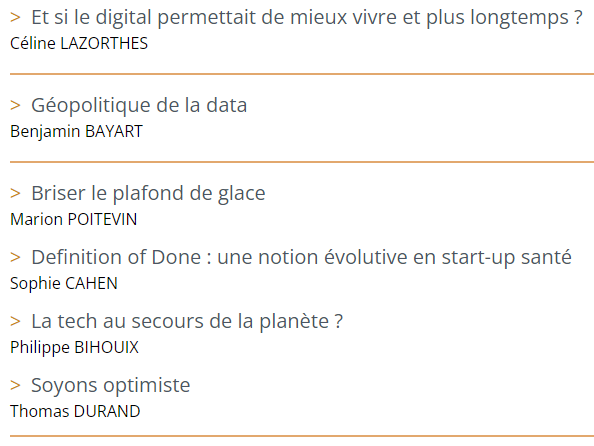 > Et si le digital permettait de mieux vivre et plus longtemps ?
Céline LAZORTHES
> Géopolitique de la data
Benjamin BAYART
> Briser le plafond de glace
Marion POITEVIN
> Definition of Done : une notion évolutive en start-up santé
Sophie CAHEN
> La tech au secours de la planète ?
Philippe BIHOUIX
> Soyons optimiste
Thomas DURAND